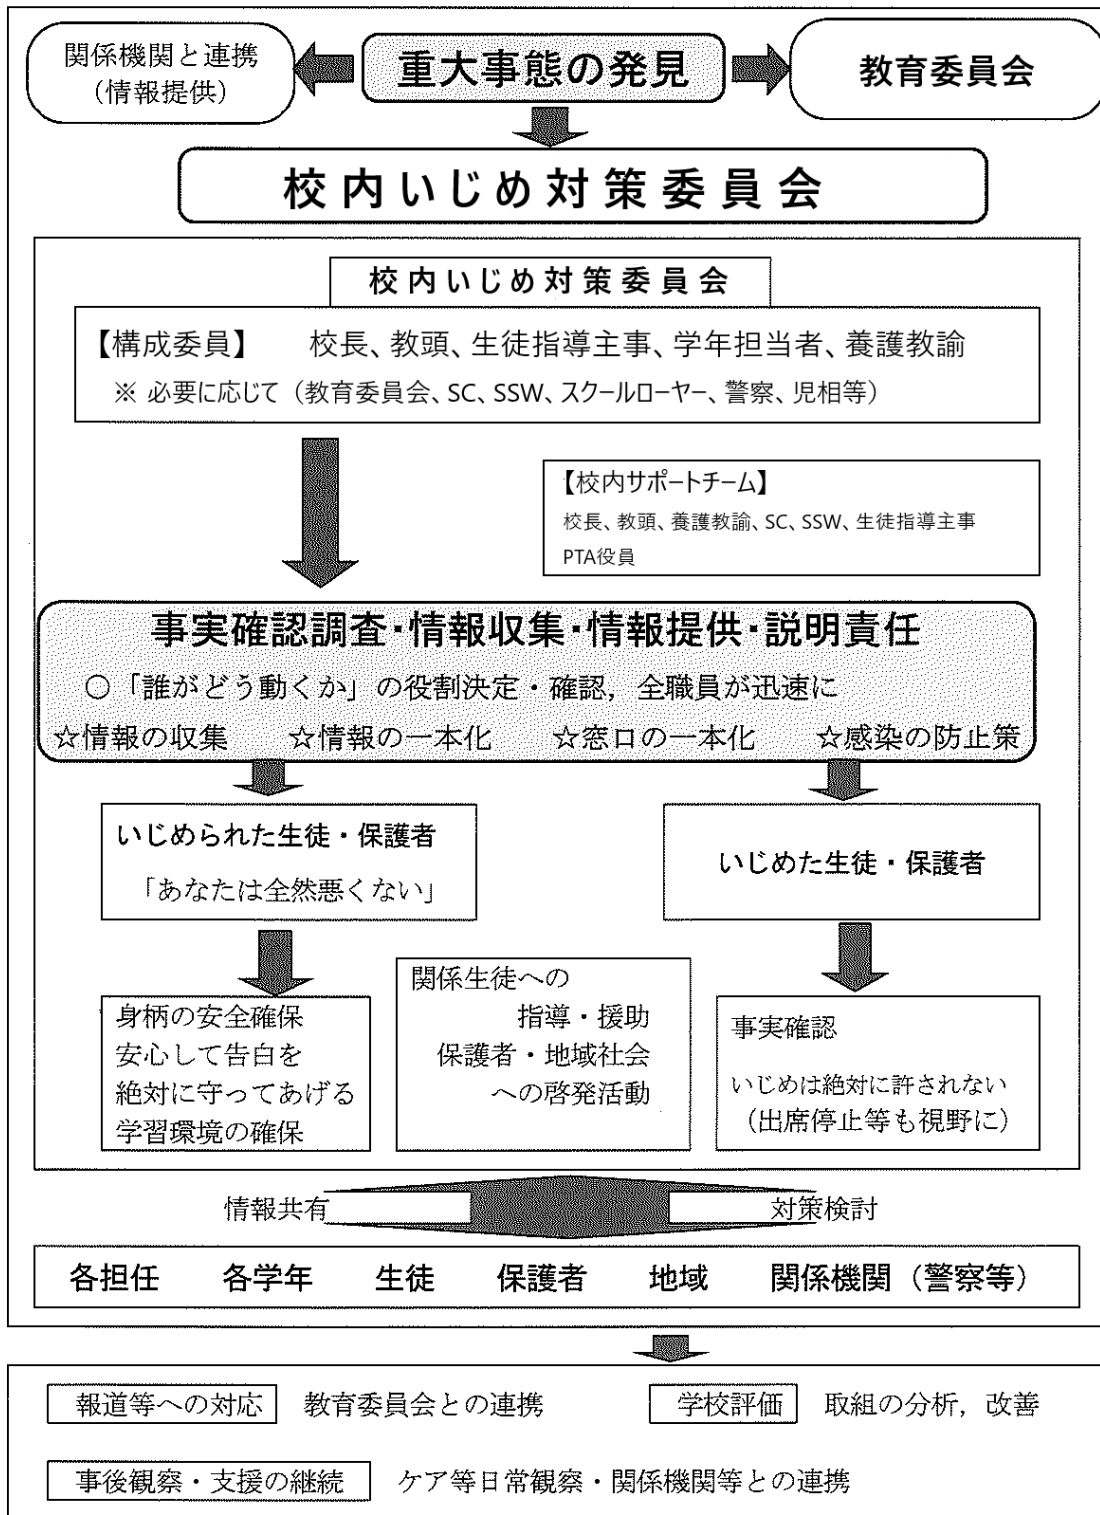 関係機関と連携
（情報提供）
重大事態の発見
教育委員会
校内いじめ対策委員会
校内いじめ対策委員会
【構成委員】　校長、教頭、生徒指導主事、学年担当者、養護教諭
※ 必要に応じて（教育委員会、SC、SSW、スクールローヤー、警察、児相等）
【校内サポートチーム】
校長、教頭、養護教諭、SC、SSW、生徒指導主事
PTA役員
事実確認調査・情報収集・情報提供・説明責任
○「誰がどう動くか」の役割決定・確認，全職員が迅速に
☆情報の収集　☆情報の一本化　☆窓口の一本化　☆感染の防止策
いじめられた生徒・保護者
「あなたは全然悪くない」
いじめた生徒・保護者
身柄の安全確保
安心して告白を
絶対に守ってあげる
学習環境の確保
関係生徒への
指導・援助
保護者・地域社会
への啓発活動
事実確認
いじめは絶対に許されない
（出席停止等も視野に）
情報共有　対策検討
各担任　各学年　生徒　保護者　地域　関係機関（警察等）
報道等への対応　教育委員会との連携　学校評価　取組の分析，改善
事後観察・支援の継続　ケア等日常観察・関係機関等との連携